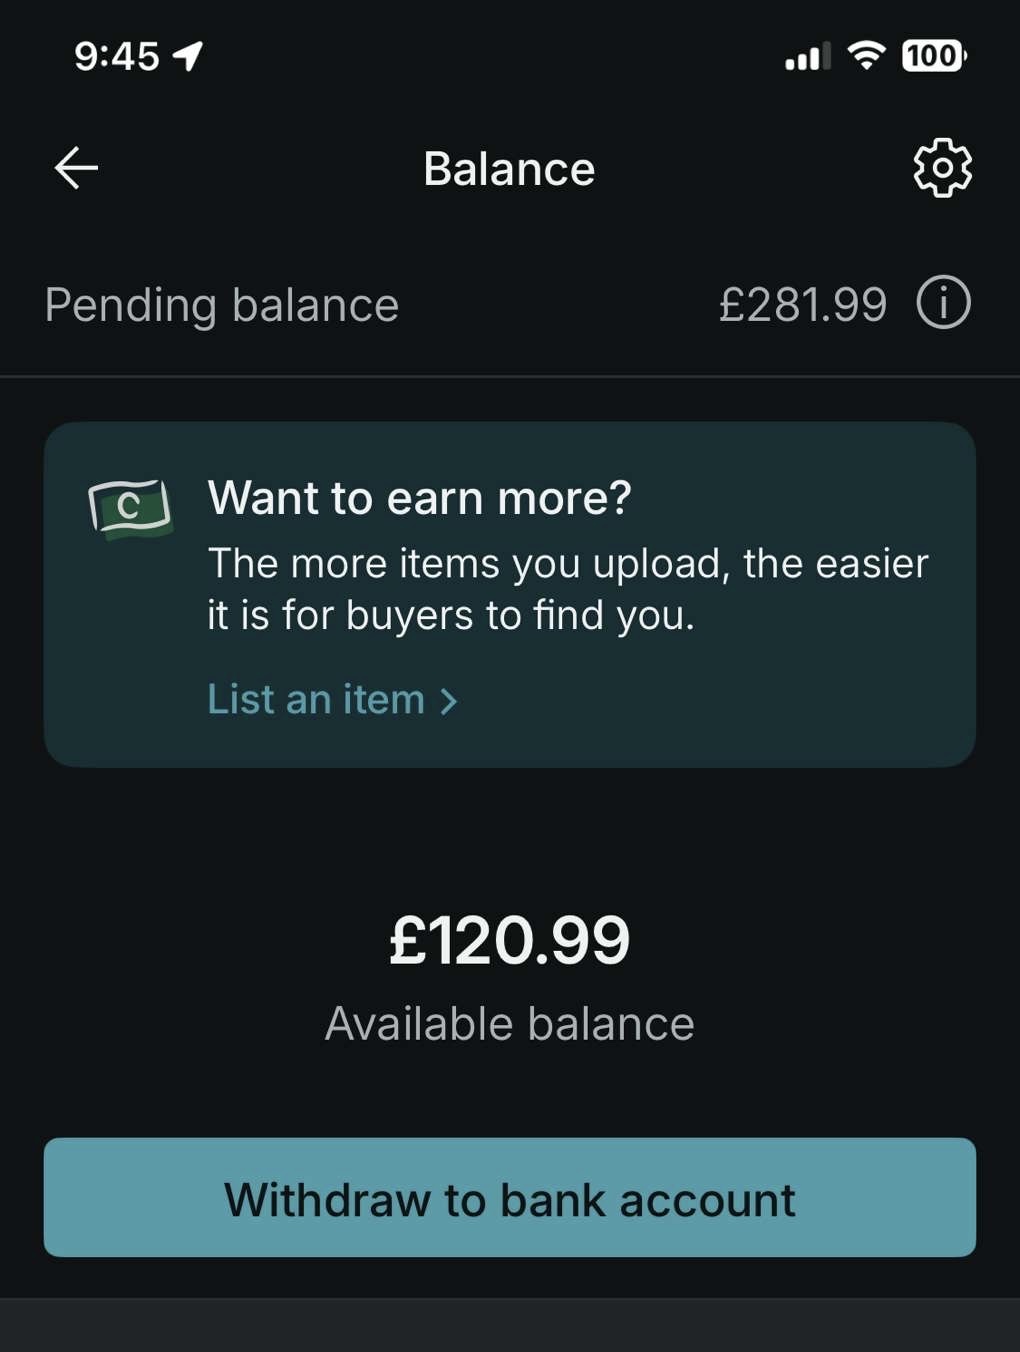 9:45
100
Balance
Pending balance £281.99
C
Want to earn more?
The more items you upload, the easier
it is for buyers to find you.
List an item >
£120.99
Available balance
Withdraw to bank account